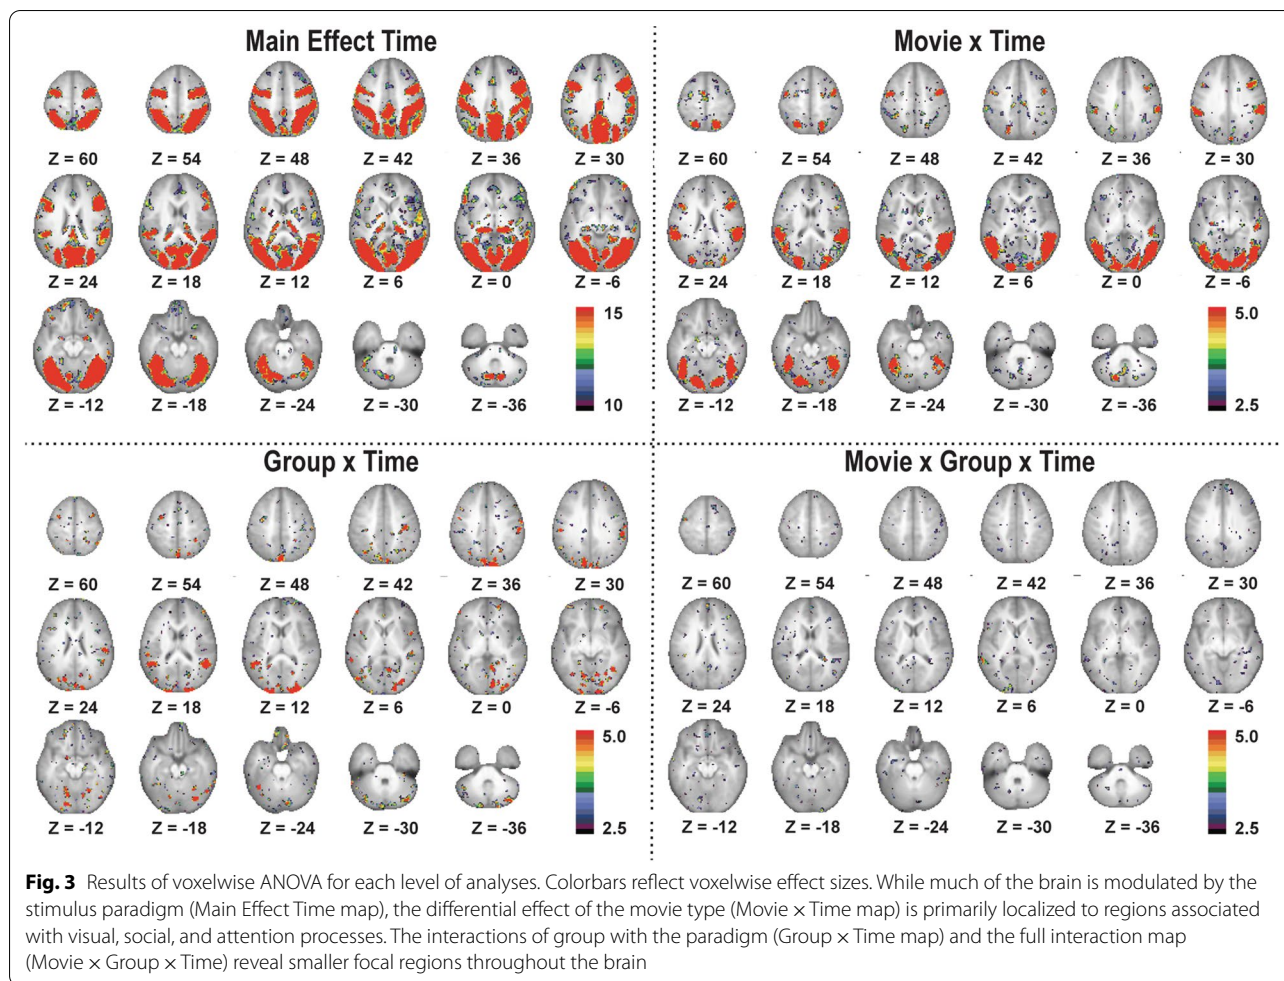 Main Effect Time
Z = 60 Z = 54 Z = 48 Z = 42 Z = 36 Z = 30
Z = 24 Z = 18 Z = 12 Z = 6 Z = 0 Z = -6
15
Z = -12 Z = -18 Z = -24 Z = -30 Z = -36 10
Movie x Time
Z = 60 Z = 54 Z = 48 Z = 42 Z = 36 Z = 30
Z = 24 Z = 18 Z = 12 Z = 6 Z = 0 Z = -6
5.0
Z = -12 Z = -18 Z = -24 Z = -30 Z = -36 2.5
Group x Time
Z = 60 Z = 54 Z = 48 Z = 42 Z = 36 Z = 30
Z = 24 Z = 18 Z = 12 Z = 6 Z = 0 Z = -6
5.0
Z = -12 Z = -18 Z = -24 Z = -30 Z = -36 2.5
Movie x Group x Time
Z = 60 Z = 54 Z = 48 Z = 42 Z = 36 Z = 30
Z = 24 Z = 18 Z = 12 Z = 6 Z = 0 Z = -6
5.0
Z = -12 Z = -18 Z = -24 Z = -30 Z = -36 2.5
Fig. 3 Results of voxelwise ANOVA for each level of analyses. Colorbars reflect voxelwise effect sizes. While much of the brain is modulated by the
stimulus paradigm (Main Effect Time map), the differential effect of the movie type (Movie × Time map) is primarily localized to regions associated
with visual, social, and attention processes. The interactions of group with the paradigm (Group × Time map) and the full interaction map
(Movie × Group × Time) reveal smaller focal regions throughout the brain